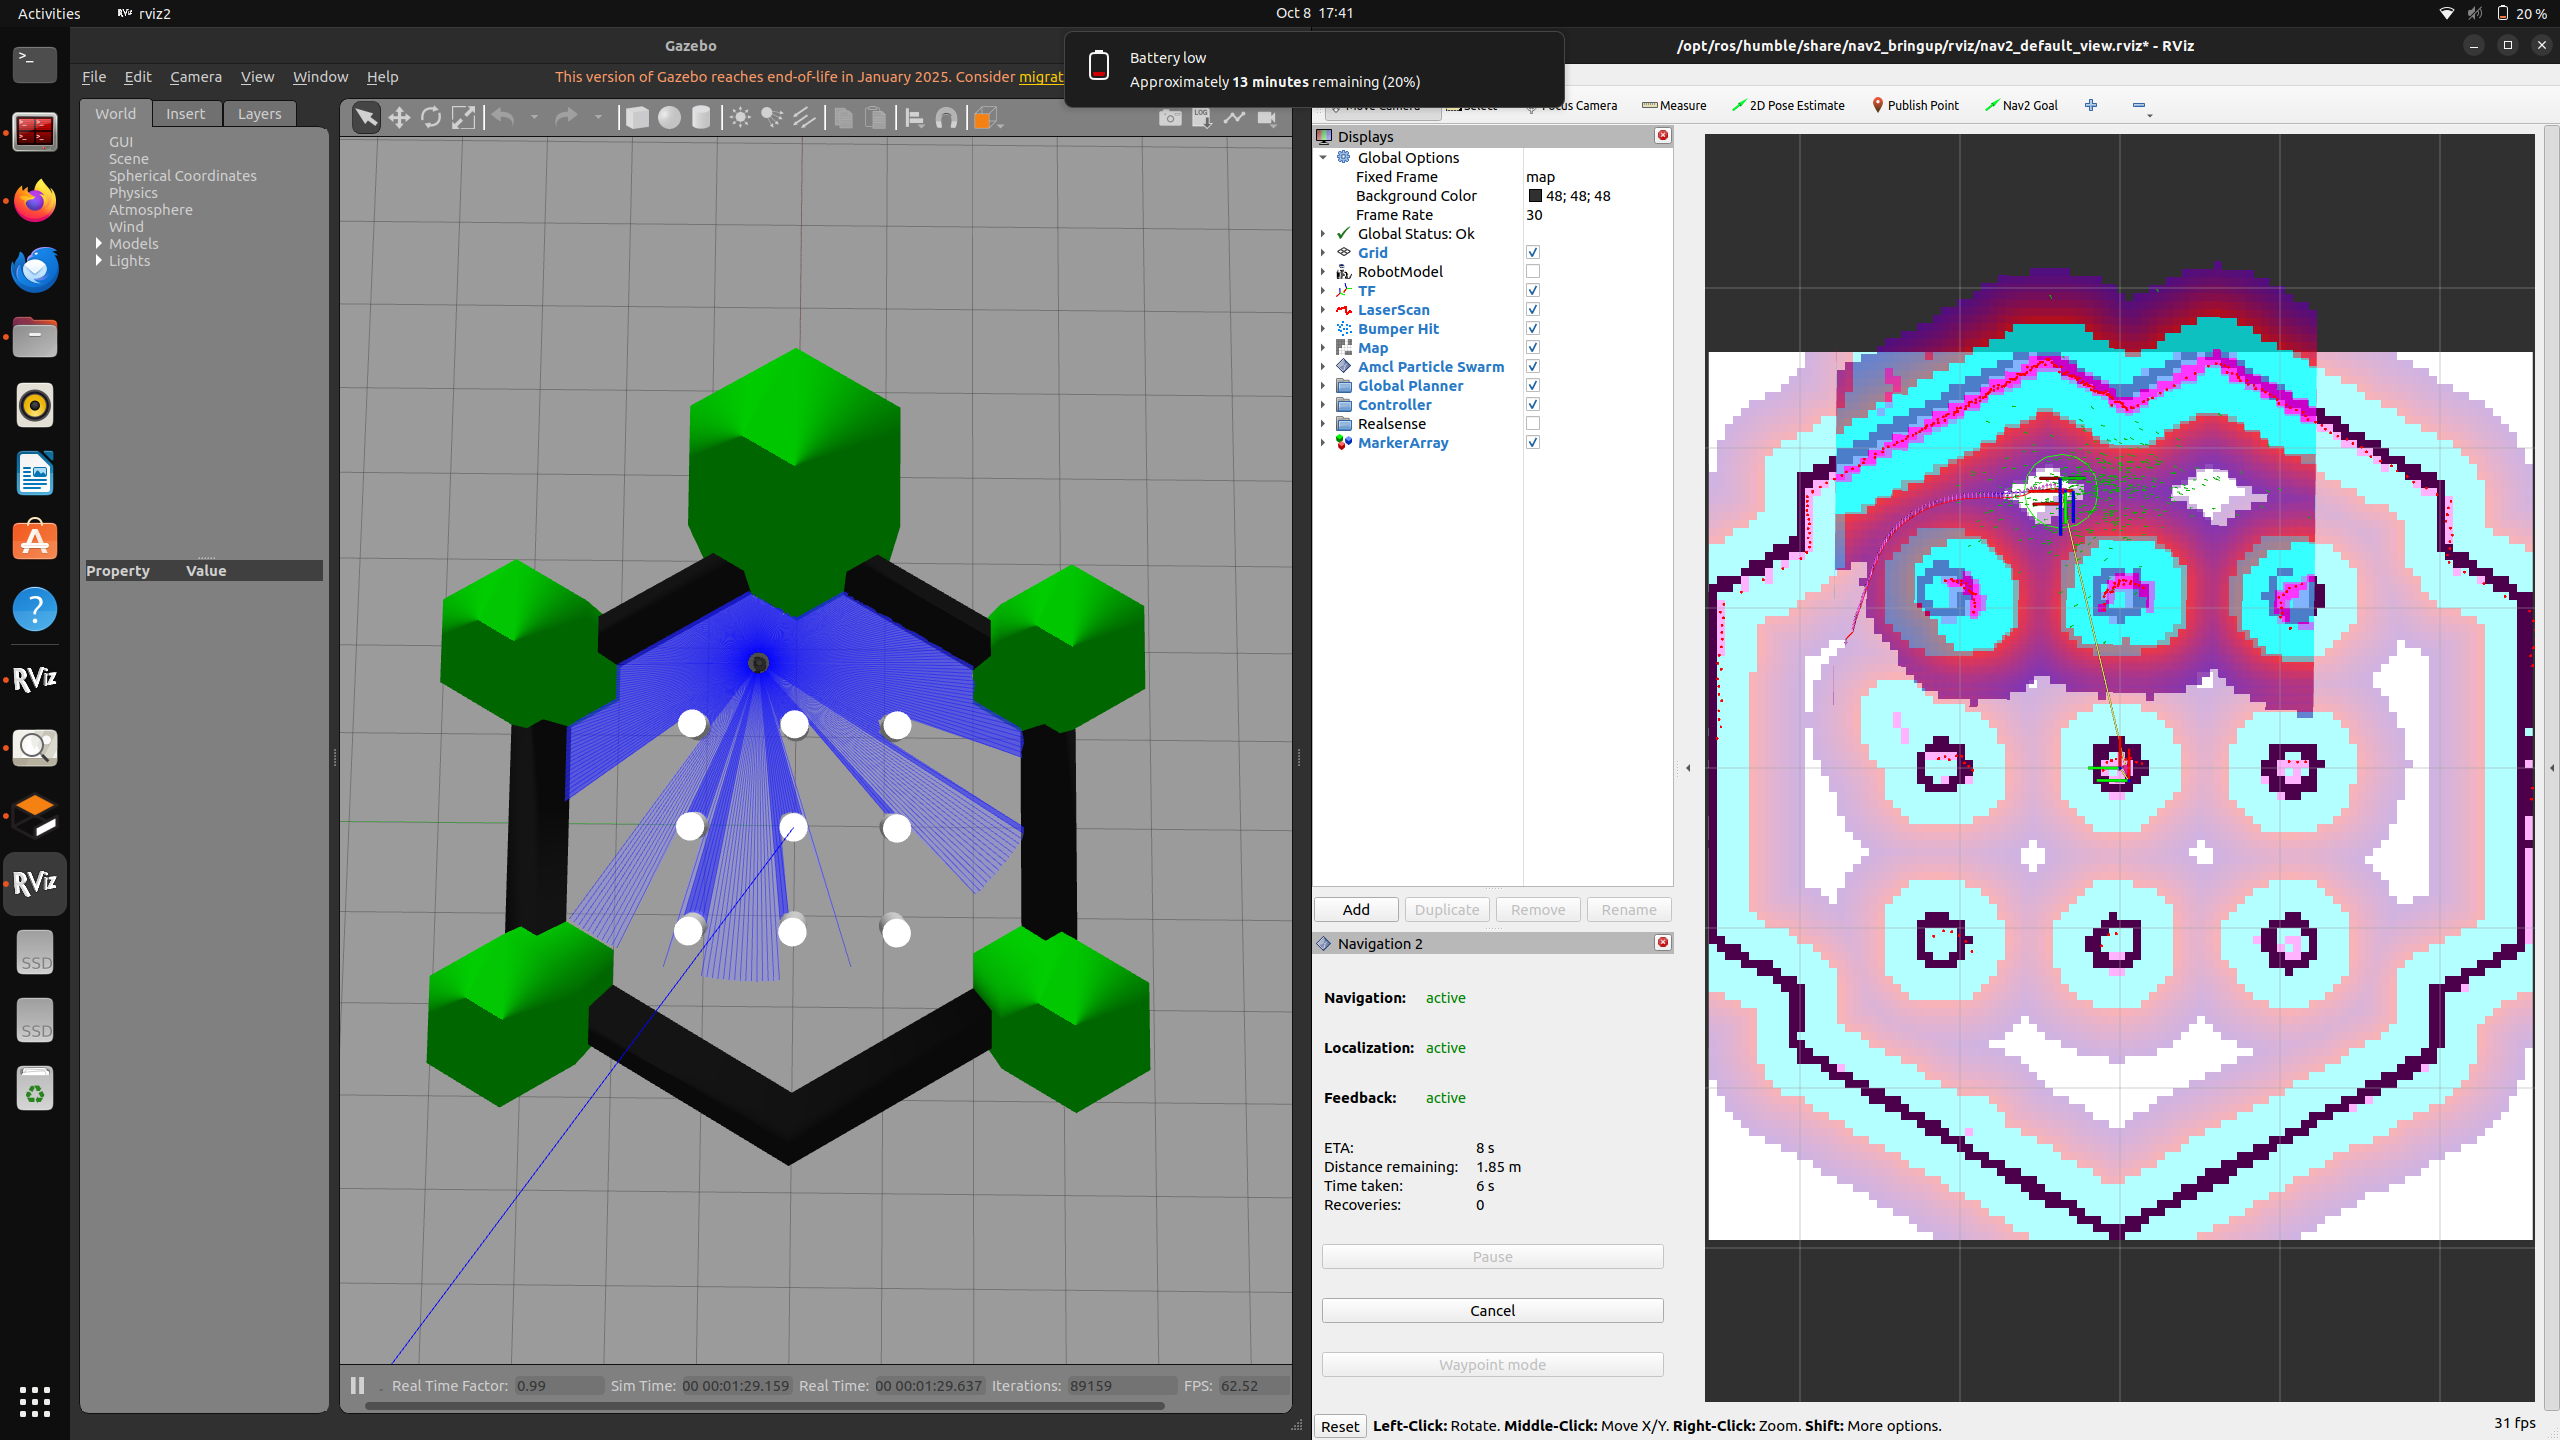 Activities
rviz2
Oct 8 17:41
20 %
Gazebo
File Edit Camera View Window Help
This version of Gazebo reaches end-of-life in January 2025. Consider migrat
Battery low
Approximately 13 minutes remaining (20%)
/opt/ros/humble/share/nav2_bringup/rviz/nav2_default_view.rviz* - RViz
Focus Camera
Measure
2D Pose Estimate
Publish Point
Nav2 Goal
World Insert Layers
LOG
GUI
Scene
Spherical Coordinates
Physics
Atmosphere
Wind
Models
Lights
Property Value
Displays
Global Options
Fixed Frame map
Background Color 48; 48; 48
Frame Rate 30
Global Status: Ok
Grid
RobotModel
TF
LaserScan
Bumper Hit
Map
Amcl Particle Swarm
Global Planner
Controller
Realsense
MarkerArray
Add Duplicate Remove Rename
Navigation 2
Navigation: active
Localization: active
Feedback: active
ETA: 8 s
Distance remaining: 1.85 m
Time taken: 6 s
Recoveries: 0
Pause
Cancel
Waypoint mode
RViz
RViz
SSD
SSD
Real Time Factor: 0.99 Sim Time: 00 00:01:29.159 Real Time: 00 00:01:29.637 Iterations: 89159 FPS: 62.52
Reset Left-Click: Rotate. Middle-Click: Move X/Y. Right-Click: Zoom. Shift: More options.
31 fps